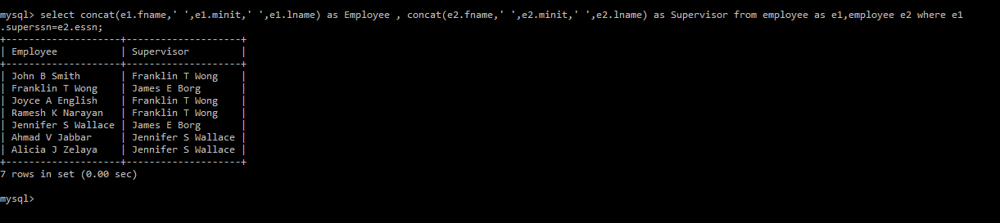 mysql> select concat(e1.fname,' ',e1.minit,' ',e1.lname) as Employee , concat(e2.fname,' ',e2.minit,' ',e2.lname) as Supervisor from employee as e1,employee e2 where e1
.superssn=e2.essn;
+--------------------+--------------------+
| Employee           | Supervisor         |
+--------------------+--------------------+
| John B Smith       | Franklin T Wong    |
| Franklin T Wong    | James E Borg       |
| Joyce A English    | Franklin T Wong    |
| Ramesh K Narayan   | Franklin T Wong    |
| Jennifer S Wallace | James E Borg       |
| Ahmad V Jabbar     | Jennifer S Wallace |
| Alicia J Zelaya    | Jennifer S Wallace |
+--------------------+--------------------+
7 rows in set (0.00 sec)
mysql>